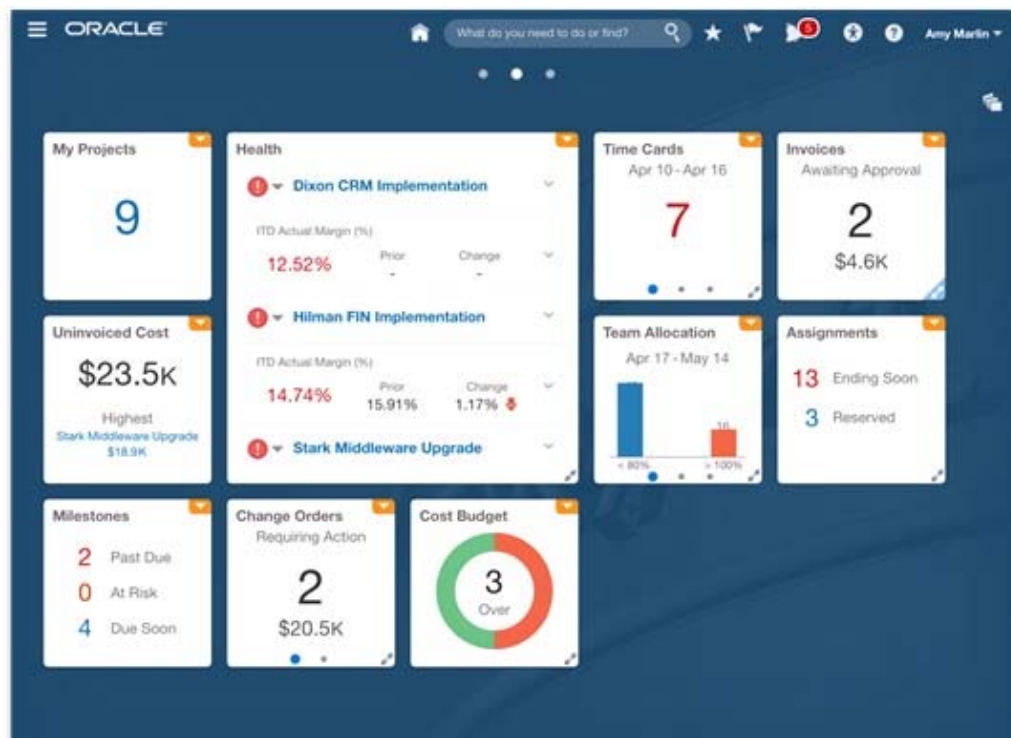 ORACLE
What do you need to do or find?
5
Amy Marlin
My Projects
9
Health
Dixon CRM Implementation
ITD Actual Margin (%)
Prior
Change
12.52%
-
-
Hilman FIN Implementation
ITD Actual Margin (%)
Prior
Change
14.74%
15.91%
1.17%
Stark Middleware Upgrade
Time Cards
Apr 10 - Apr 16
7
Invoices
Awaiting Approval
2
$4.6K
Uninvoiced Cost
$23.5K
Highest
Stark Middleware Upgrade
$18.9K
Team Allocation
Apr 17 - May 14
16
< 80%
> 100%
Assignments
13 Ending Soon
3 Reserved
Milestones
2 Past Due
0 At Risk
4 Due Soon
Change Orders
Requiring Action
2
$20.5K
Cost Budget
3
Over